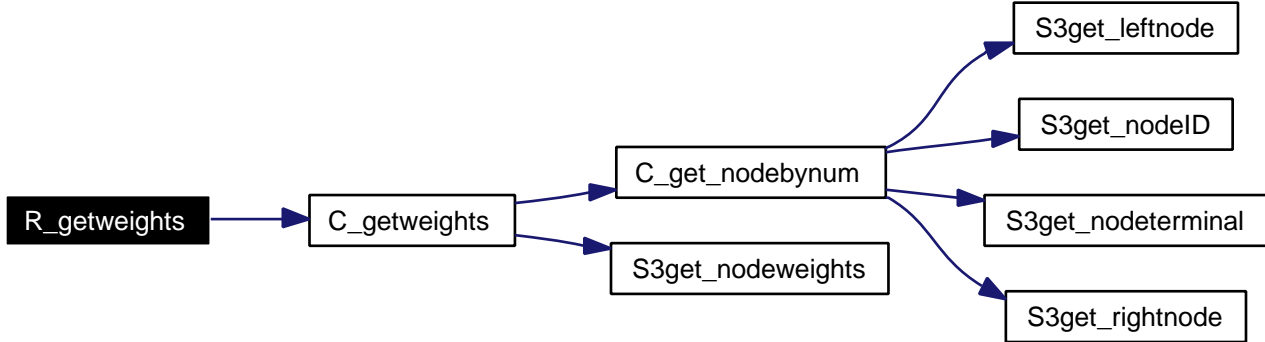 S3get_leftnode
S3get_nodeID
C_get_nodebynum
R_getweights
C_getweights
S3get_nodeterminal
S3get_nodeweights
S3get_rightnode